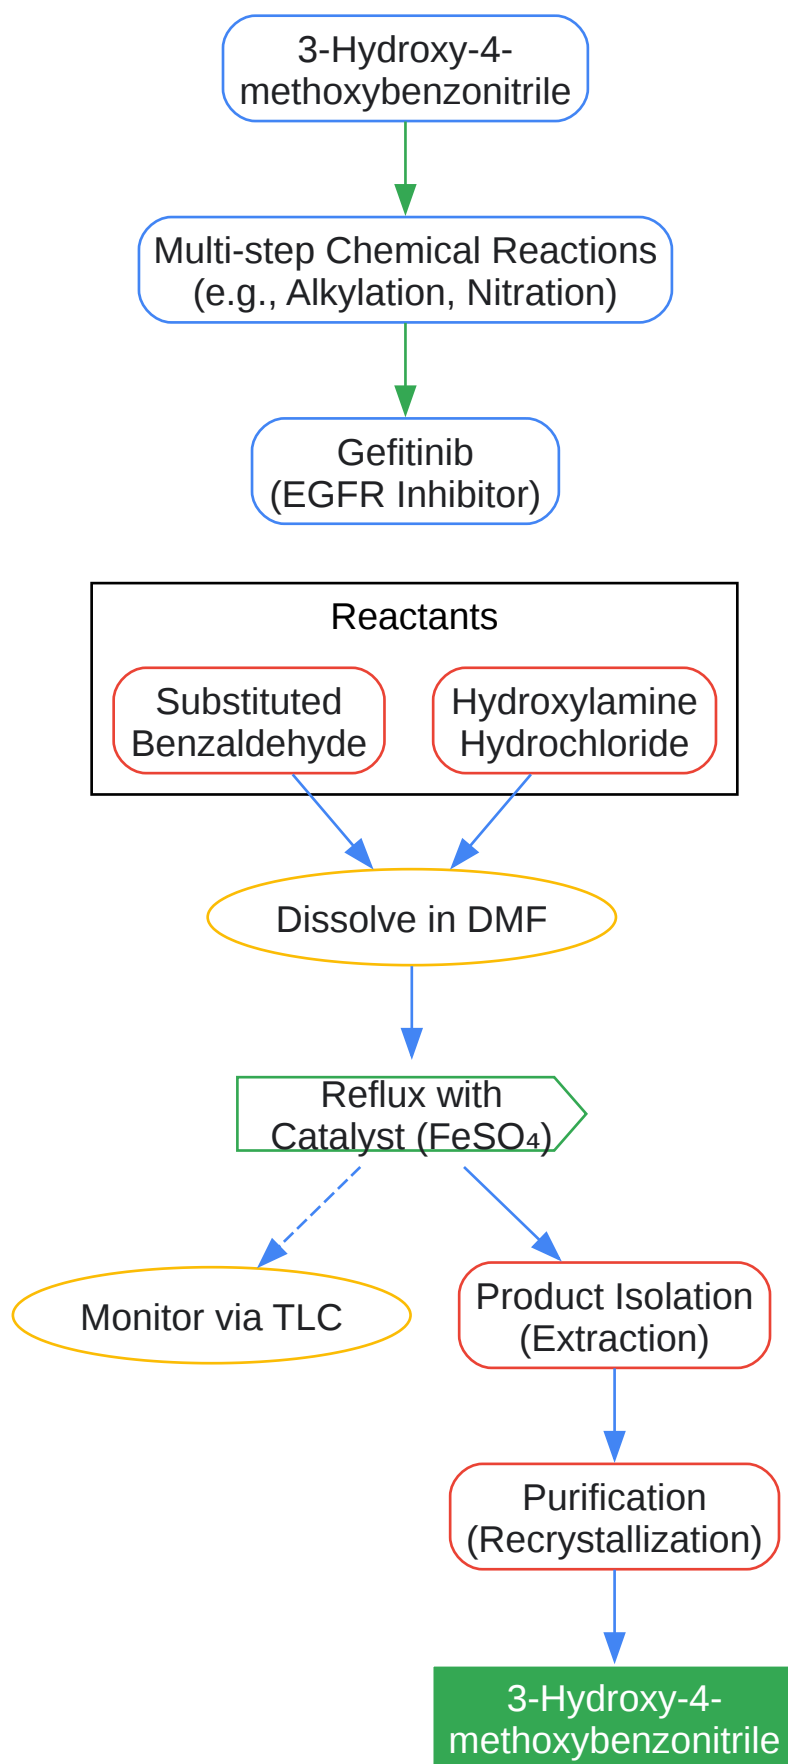 3-Hydroxy-4-
methoxybenzonitrile
Multi-step Chemical Reactions
(e.g., Alkylation, Nitration)
Gefitinib
(EGFR Inhibitor)
Reactants
Substituted
Benzaldehyde
Hydroxylamine
Hydrochloride
Dissolve in DMF
Reflux with
Catalyst (FeSO₄)
Monitor via TLC
Product Isolation
(Extraction)
Purification
(Recrystallization)
3-Hydroxy-4-
methoxybenzonitrile